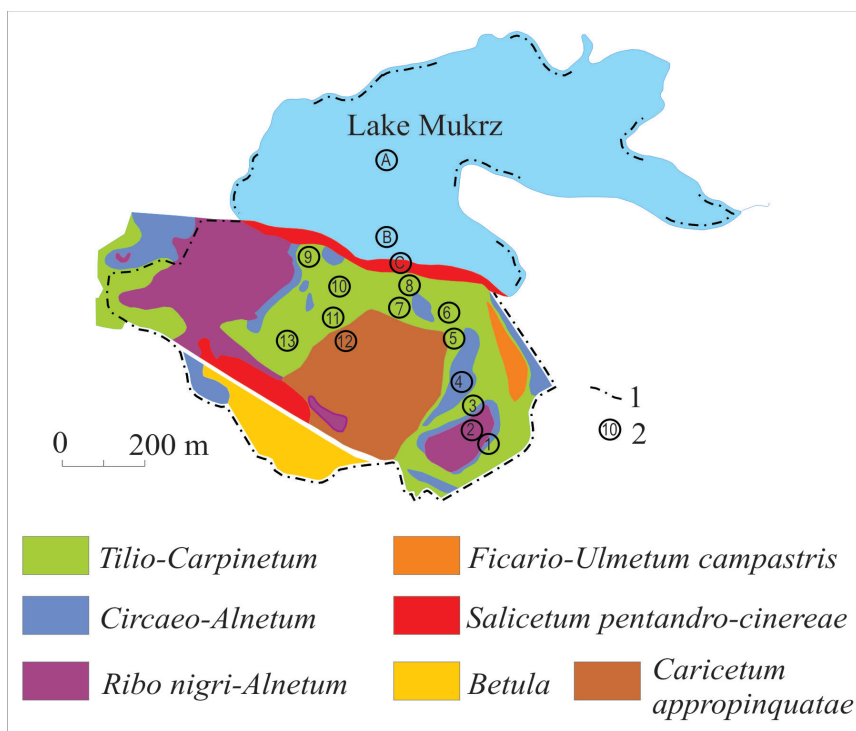 Lake Mukrz
A
B
C
9
8
10
7
6
11
5
13
12
4
3
2
1
1
10 2
0 200 m
Tilio-Carpinetum
Ficario-Ulmetum campastris
Circaeo-Alnetum
Salicetum pentandro-cinereae
Ribo nigri-Alnetum
Betula
Caricetum
appropinquatae